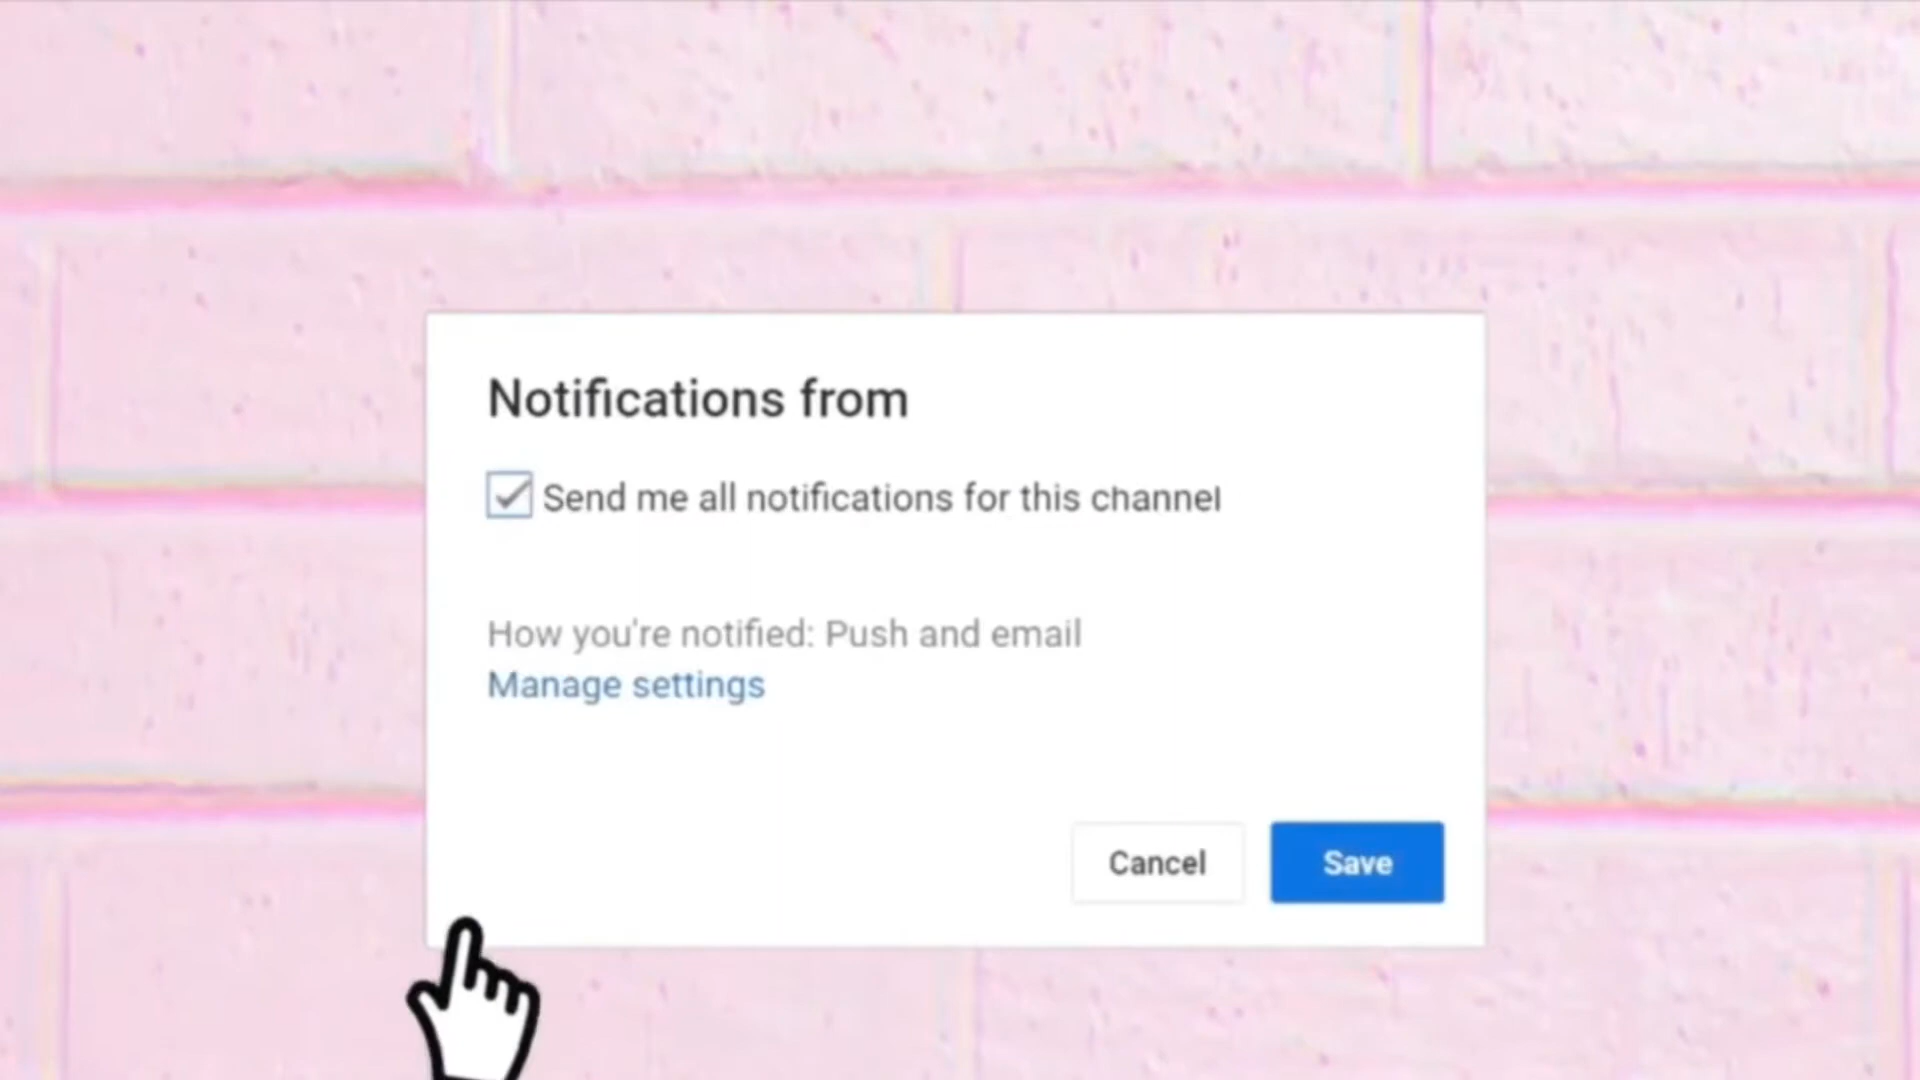 Notifications from
Send me all notifications for this channel
How you're notified: Push and email
Manage settings
Cancel
Save